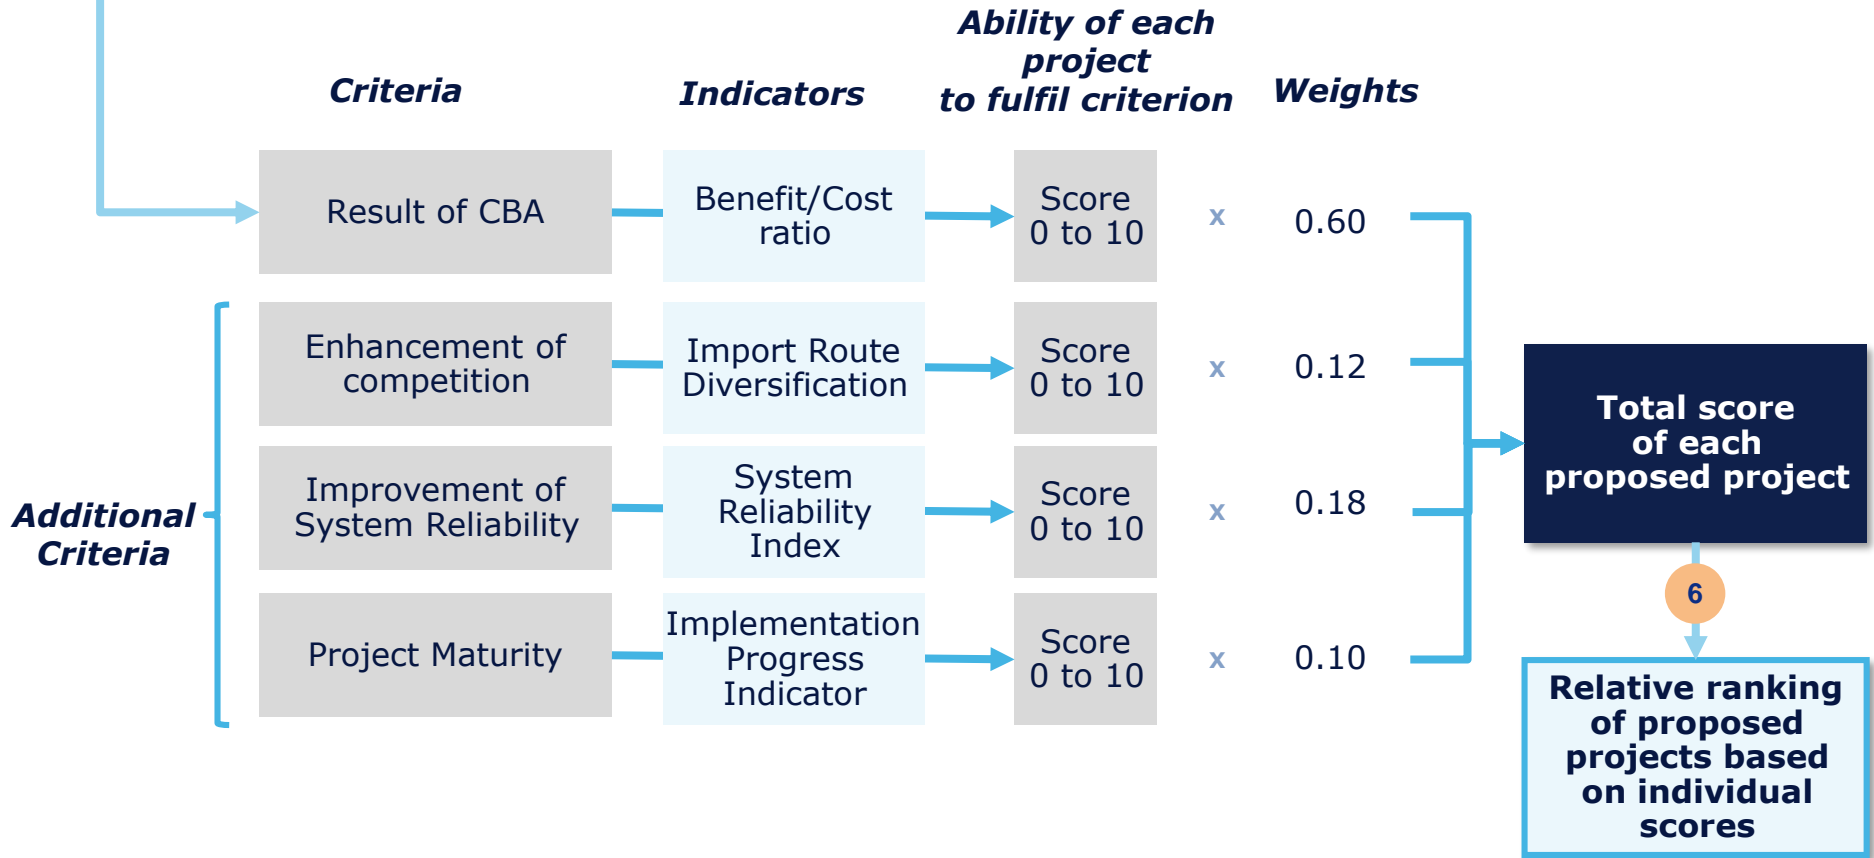 Criteria
Indicators
Ability of each
project
to fulfil criterion
Weights
Result of CBA
Benefit/Cost
ratio
Score
0 to 10
x
0.60
Additional
Criteria
Enhancement of
competition
Import Route
Diversification
Score
0 to 10
x
0.12
Improvement of
System Reliability
System
Reliability
Index
Score
0 to 10
x
0.18
Project Maturity
Implementation
Progress
Indicator
Score
0 to 10
x
0.10
Total score
of each
proposed project
6
Relative ranking
of proposed
projects based
on individual
scores